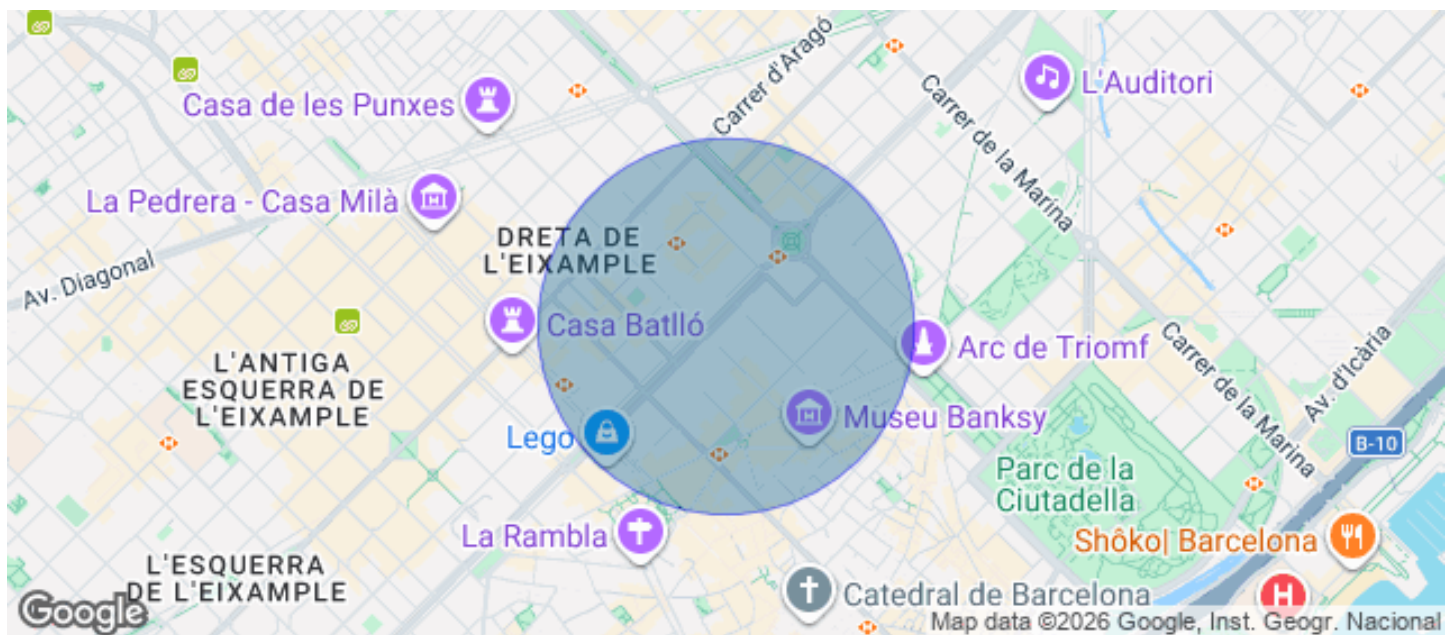 Carrer d'Aragó
L'Auditori
Casa de les Punxes
Carrer de la Marina
La Pedrera - Casa Milà
DRETA DE
L'EIXAMPLE
Av. Diagonal
Casa Batlló
Arc de Triomf
L'ANTIGA
ESQUERRA DE
L'EIXAMPLE
Carrer de la Marina
Av. d'Icària
Museu Banksy
Lego
B-10
Parc de la
Ciutadella
La Rambla
Shôko| Barcelona
L'ESQUERRA
DE L'EIXAMPLE
Catedral de Barcelona
H
Google
Map data ©2026 Google, Inst. Geogr. Nacional